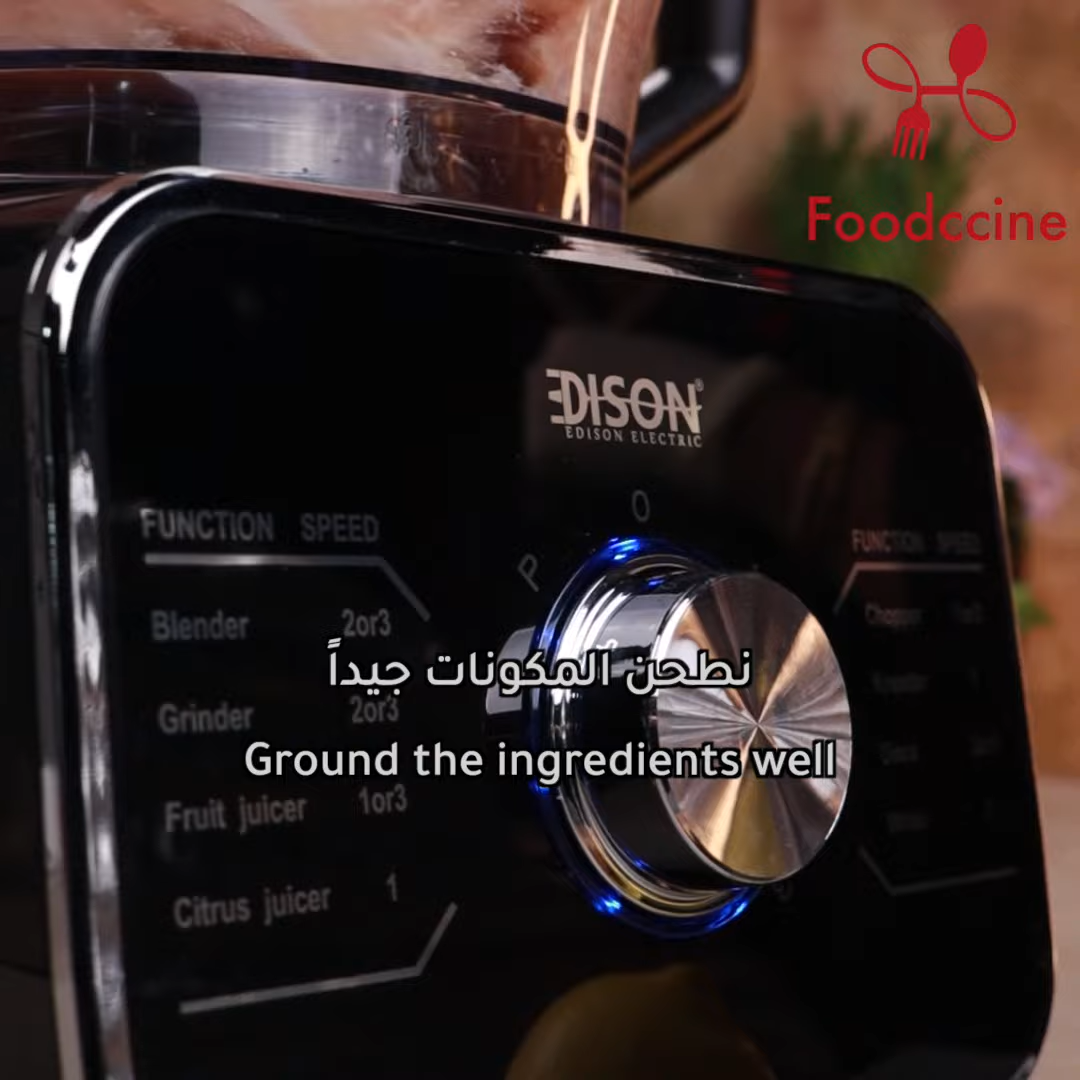 Foodccine
EDISON®
EDISON ELECTRIC
O
P
FUNCTION SPEED
Blender 2or3
Grinder 2or3
Fruit juicer 1or3
Citrus juicer 1
FUNCTION SPEED
Chopper
نطحن المكونات جيداً
Ground the ingredients well